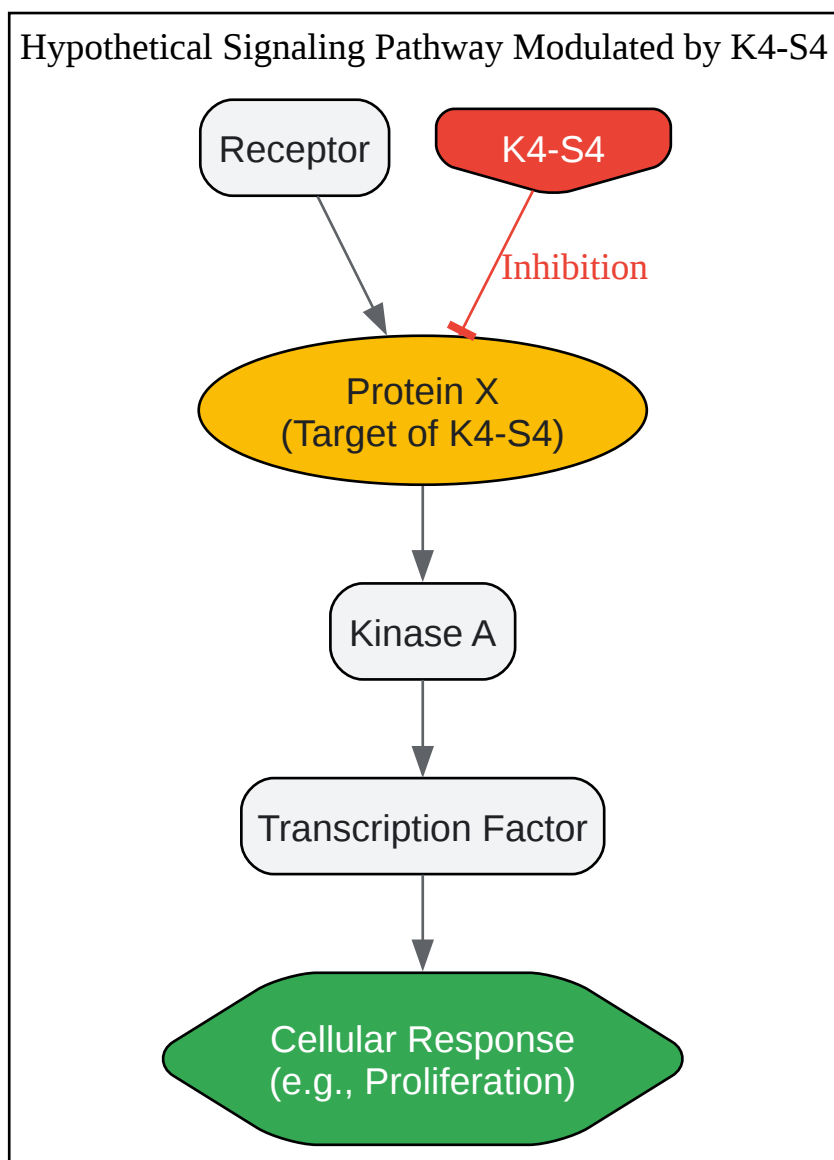 Hypothetical Signaling Pathway Modulated by K4-S4
Receptor
K4-S4
Inhibition
Protein X
(Target of K4-S4)
Kinase A
Transcription Factor
Cellular Response
(e.g., Proliferation)